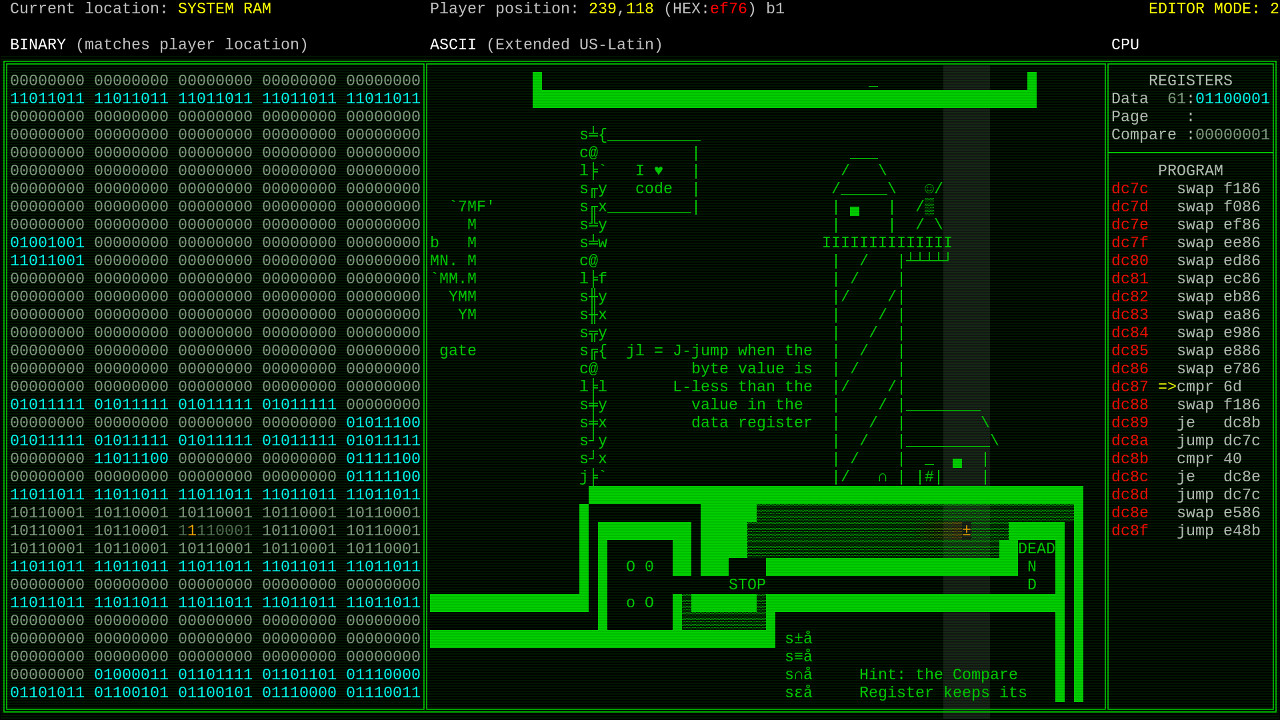 Current location: SYSTEM RAM
Player position: 239,118 (HEX:ef76) b1
EDITOR MODE: 2
BINARY (matches player location)
00000000 00000000 00000000 00000000 00000000
11011011 11011011 11011011 11011011 11011011
00000000 00000000 00000000 00000000 00000000
00000000 00000000 00000000 00000000 00000000
00000000 00000000 00000000 00000000 00000000
00000000 00000000 00000000 00000000 00000000
00000000 00000000 00000000 00000000 00000000
00000000 00000000 00000000 00000000 00000000
00000000 00000000 00000000 00000000 00000000
01001001 00000000 00000000 00000000 00000000
11011011 00000000 00000000 00000000 00000000
00000000 00000000 00000000 00000000 00000000
00000000 00000000 00000000 00000000 00000000
00000000 00000000 00000000 00000000 00000000
00000000 00000000 00000000 00000000 00000000
00000000 00000000 00000000 00000000 00000000
00000000 00000000 00000000 00000000 00000000
00000000 00000000 00000000 00000000 00000000
01011111 01011111 01011111 01011111 00000000
00000000 00000000 00000000 00000000 01011100
01011111 01011111 01011111 01011111 01011111
00000000 01011100 00000000 00000000 01111100
00000000 00000000 00000000 00000000 01111100
11011011 11011011 11011011 11011011 11011011
10110001 10110001 10110001 10110001 10110001
10110001 10110001 11110001 10110001 10110001
10110001 10110001 10110001 10110001 10110001
11011011 11011011 11011011 11011011 11011011
00000000 00000000 00000000 00000000 00000000
11011011 11011011 11011011 11011011 11011011
00000000 00000000 00000000 00000000 00000000
00000000 00000000 00000000 00000000 00000000
00000000 00000000 00000000 00000000 00000000
00000000 01000011 01101111 01101101 01110000
01101011 01100101 01100101 01110000 01110011
ASCII (Extended US-Latin)
s╩{
c@
l╞` I ♥
s╓y code
`7MF' s╓x
M s╩y
b M s╩w
IIIIIIIIIIIIII
MN. M c@
`MM.M l╞f
YMM s╫y
YM s╫x
s╦y
gate s╔{ jl = J-jump when the
c@ byte value is
l╞l L-less than the
s╪y value in the
s╪x data register
s┘y
s┘x
j╞`
#
±
DEAD
O 0 N
STOP D
o O
s±å
s≡å
s∩å Hint: the Compare
sεå Register keeps its
CPU
REGISTERS
Data 61:01100001
Page :
Compare :00000001
PROGRAM
dc7c swap f186
dc7d swap f086
dc7e swap ef86
dc7f swap ee86
dc80 swap ed86
dc81 swap ec86
dc82 swap eb86
dc83 swap ea86
dc84 swap e986
dc85 swap e886
dc86 swap e786
dc87 =>cmpr 6d
dc88 swap f186
dc89 je dc8b
dc8a jump dc7c
dc8b cmpr 40
dc8c je dc8e
dc8d jump dc7c
dc8e swap e586
dc8f jump e48b